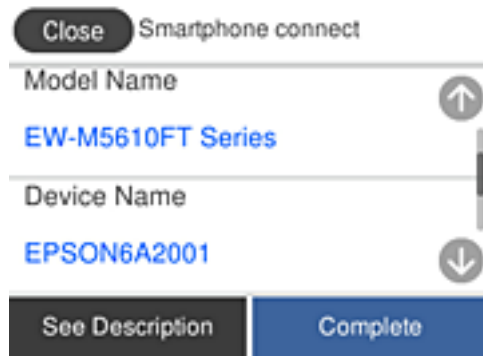 Close Smartphone connect
Model Name
EW-M5610FT Series
Device Name
EPSON6A2001
See Description Complete